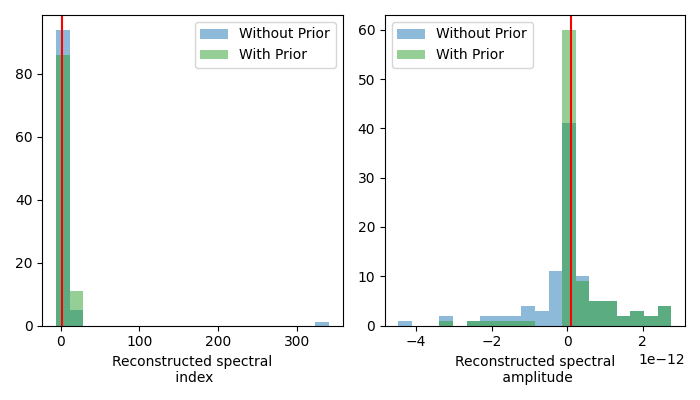 Without Prior
With Prior
80
60
40
20
0
0
100
200
300
Reconstructed spectral
index
Without Prior
With Prior
60
50
40
30
20
10
0
−4
−2
0
2
1e−12
Reconstructed spectral
amplitude